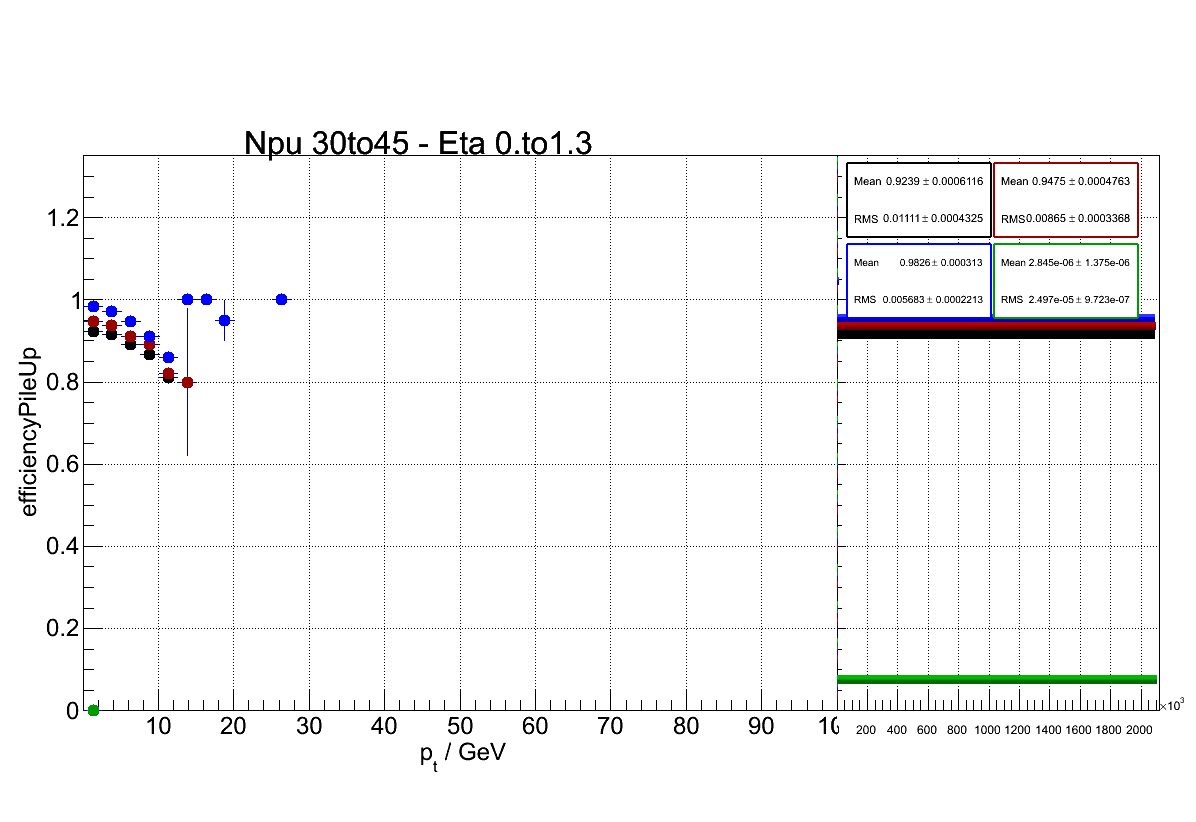 Npu 30to45 - Eta 0.to1.3
efficiencyPileUp
1.2
1
0.8
0.6
0.4
0.2
0
10 20 30 40 50 60 70 80 90
p_t / GeV
Mean 0.9239 ± 0.0006116
RMS 0.01111 ± 0.0004325
Mean 0.9475 ± 0.0004763
RMS 0.00865 ± 0.0003368
Mean 0.9826 ± 0.000313
RMS 0.005683 ± 0.0002213
Mean 2.845e-06 ± 1.375e-06
RMS 2.497e-05 ± 9.723e-07
×10³
200 400 600 800 1000 1200 1400 1600 1800 2000